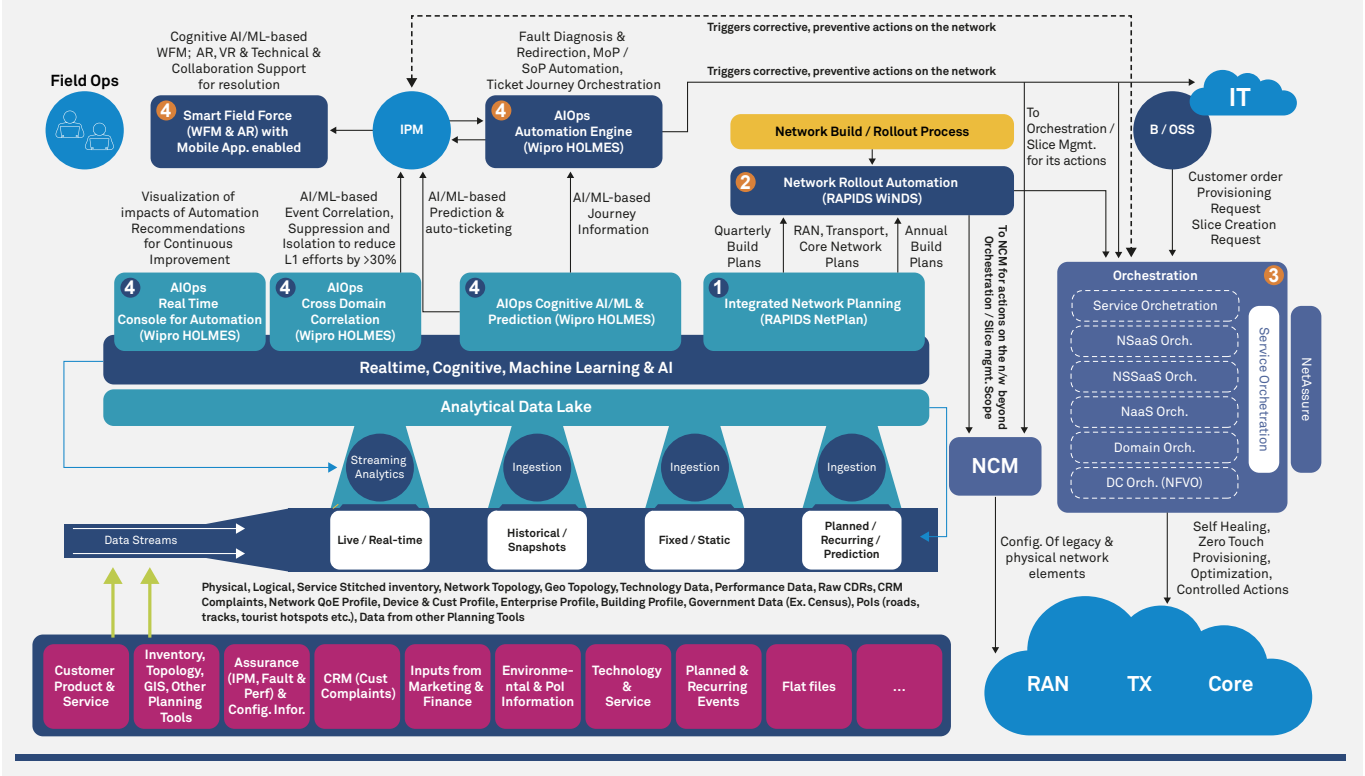 Cognitive AI/ML-based
WFM; AR, VR & Technical &
Collaboration Support
for resolution
Fault Diagnosis &
Redirection, MoP /
SoP Automation,
Ticket Journey Orchestration
Triggers corrective, preventive actions on the network
Triggers corrective, preventive actions on the network
Field Ops
4
Smart Field Force
(WFM & AR) with
Mobile App. enabled
IPM
4
AIOps
Automation Engine
(Wipro HOLMES)
Network Build / Rollout Process
To
Orchestration /
Slice Mgmt.
for its actions
IT
B / OSS
2
Network Rollout Automation
(RAPIDS WiNDS)
Customer order
Provisioning
Request
Slice Creation
Request
Visualization of
impacts of Automation
Recommendations
for Continuous
Improvement
AI/ML-based
Event Correlation,
Suppression and
Isolation to reduce
L1 efforts by >30%
AI/ML-based
Prediction &
auto-ticketing
AI/ML-based
Journey
Information
Quarterly
Build
Plans
RAN, Transport,
Core Network
Plans
Annual
Build
Plans
To NCM for actions on the n/w beyond
Orchestration / Slice mgmt. Scope
4
AIOps
Real Time
Console for Automation
(Wipro HOLMES)
4
AIOps
Cross Domain
Correlation
(Wipro HOLMES)
4
AIOps Cognitive AI/ML &
Prediction (Wipro HOLMES)
1
Integrated Network Planning
(RAPIDS NetPlan)
Realtime, Cognitive, Machine Learning & AI
Analytical Data Lake
Orchestration
3
Service Orchetration
NSaaS Orch.
NSSaaS Orch.
NaaS Orch.
Domain Orch.
DC Orch. (NFVO)
Service Orchetration
NetAssure
Streaming
Analytics
Ingestion
Ingestion
Ingestion
NCM
Data Streams
Live / Real-time
Historical /
Snapshots
Fixed / Static
Planned /
Recurring /
Prediction
Config. Of legacy &
physical network
elements
Self Healing,
Zero Touch
Provisioning,
Optimization,
Controlled Actions
Physical, Logical, Service Stitched inventory, Network Topology, Geo Topology, Technology Data, Performance Data, Raw CDRs, CRM
Complaints, Network QoE Profile, Device & Cust Profile, Enterprise Profile, Building Profile, Government Data (Ex. Census), PoIs (roads,
tracks, tourist hotspots etc.), Data from other Planning Tools
Customer
Product &
Service
Inventory,
Topology,
GIS, Other
Planning
Tools
Assurance
(IPM, Fault &
Perf) &
Config. Infor.
CRM (Cust
Complaints)
Inputs from
Marketing &
Finance
Environme-
ntal & PoI
Information
Technology
&
Service
Planned &
Recurring
Events
Flat files
...
RAN
TX
Core